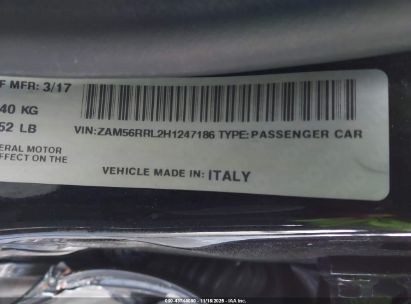 F MFR: 3/17
40 KG
52 LB
VIN:ZAM56RRL2H1247186 TYPE:PASSENGER CAR
ERAL MOTOR
EFFECT ON THE
VEHICLE MADE IN: ITALY